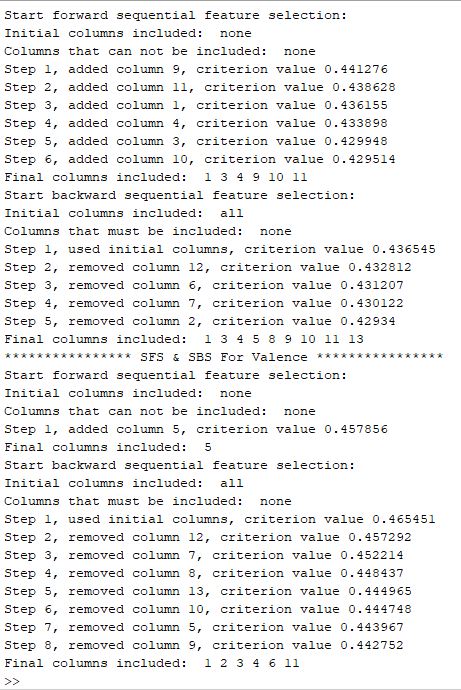 Start forward sequential feature selection:
Initial columns included:  none
Columns that can not be included:  none
Step 1, added column 9, criterion value 0.441276
Step 2, added column 11, criterion value 0.438628
Step 3, added column 1, criterion value 0.436155
Step 4, added column 4, criterion value 0.433898
Step 5, added column 3, criterion value 0.429948
Step 6, added column 10, criterion value 0.429514
Final columns included:  1 3 4 9 10 11
Start backward sequential feature selection:
Initial columns included:  all
Columns that must be included:  none
Step 1, used initial columns, criterion value 0.436545
Step 2, removed column 12, criterion value 0.432812
Step 3, removed column 6, criterion value 0.431207
Step 4, removed column 7, criterion value 0.430122
Step 5, removed column 2, criterion value 0.42934
Final columns included:  1 3 4 5 8 9 10 11 13
**************** SFS & SBS For Valence ****************
Start forward sequential feature selection:
Initial columns included:  none
Columns that can not be included:  none
Step 1, added column 5, criterion value 0.457856
Final columns included:  5
Start backward sequential feature selection:
Initial columns included:  all
Columns that must be included:  none
Step 1, used initial columns, criterion value 0.465451
Step 2, removed column 12, criterion value 0.457292
Step 3, removed column 7, criterion value 0.452214
Step 4, removed column 8, criterion value 0.448437
Step 5, removed column 13, criterion value 0.444965
Step 6, removed column 10, criterion value 0.444748
Step 7, removed column 5, criterion value 0.443967
Step 8, removed column 9, criterion value 0.442752
Final columns included:  1 2 3 4 6 11
>>